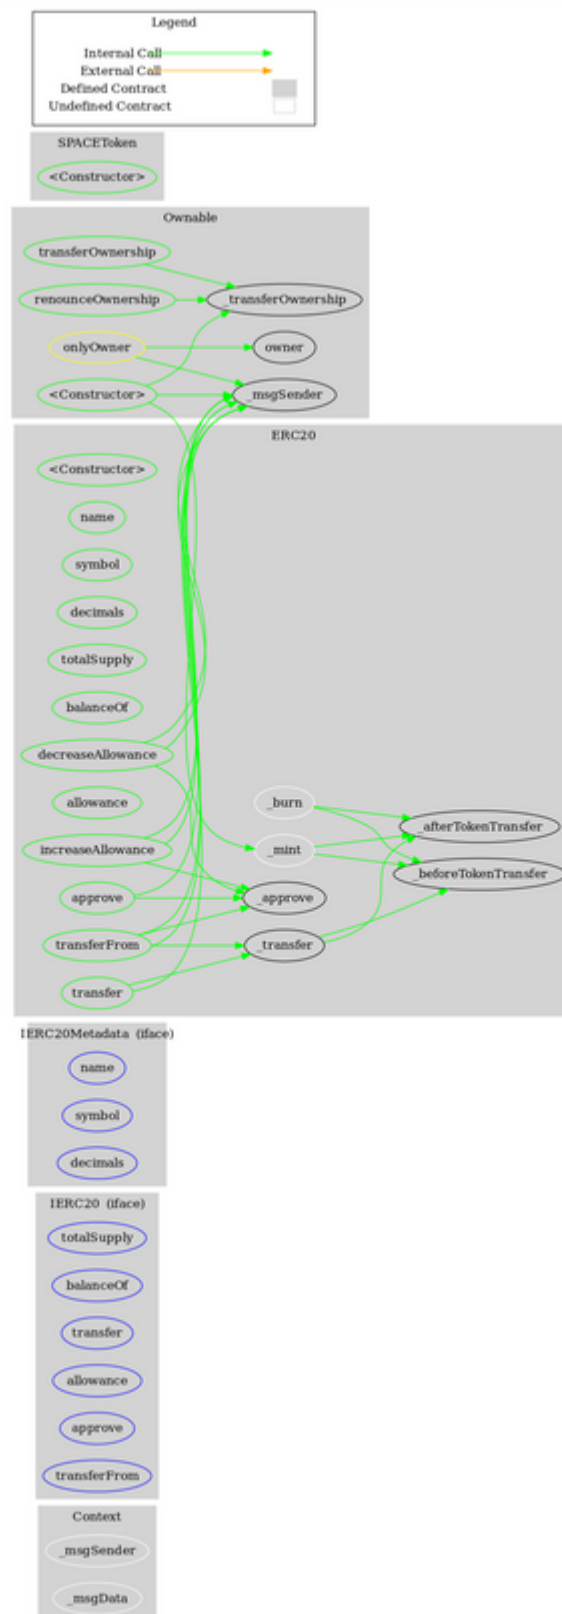 Legend
Internal Call
External Call
Defined Contract
Undefined Contract
SPACEToken
<Constructor>
Ownable
transferOwnership
renounceOwnership
_transferOwnership
onlyOwner
owner
<Constructor>
_msgSender
ERC20
<Constructor>
name
symbol
decimals
totalSupply
balanceOf
decreaseAllowance
allowance
_burn
_afterTokenTransfer
increaseAllowance
_mint
_beforeTokenTransfer
approve
_approve
transferFrom
_transfer
transfer
IERC20Metadata (iface)
name
symbol
decimals
IERC20 (iface)
totalSupply
balanceOf
transfer
allowance
approve
transferFrom
Context
_msgSender
_msgData